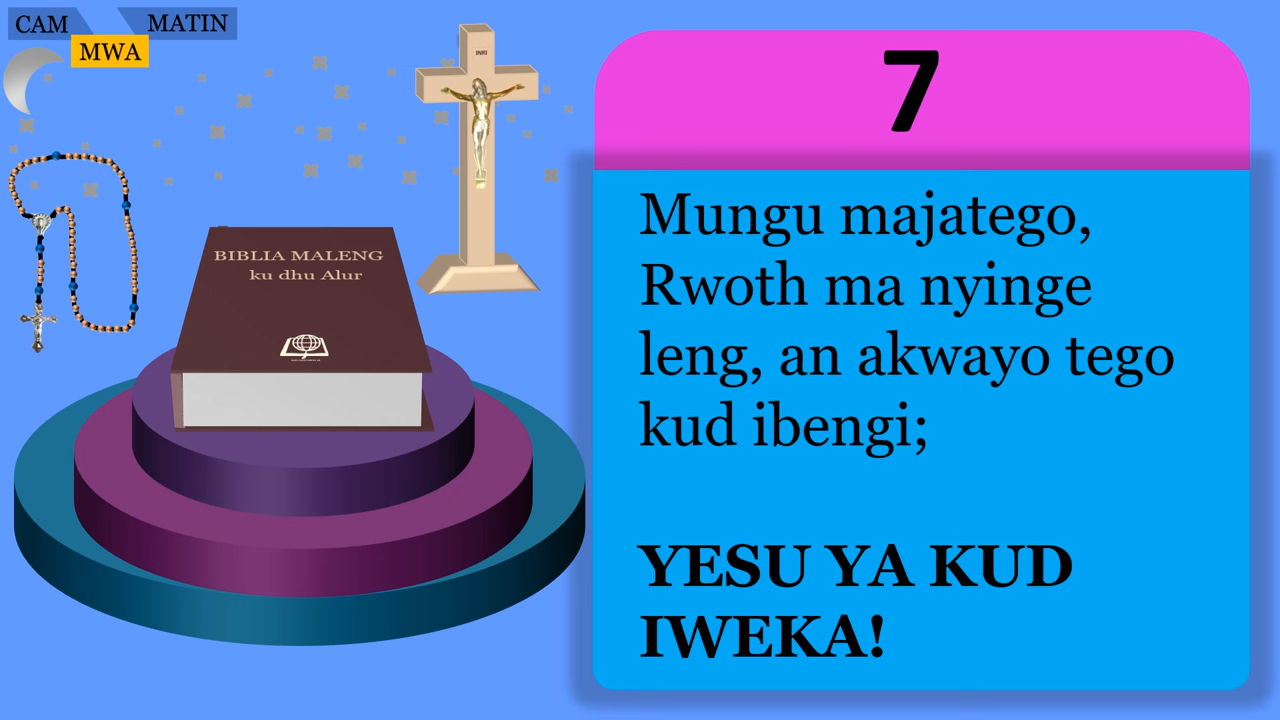 CAM
MATIN
MWA
INRI
BIBLIA MALENG
ku dhu Alur
7
Mungu majatego,
Rwoth ma nyinge
leng, an akwayo tego
kud ibengi;
YESU YA KUD
IWEKA!